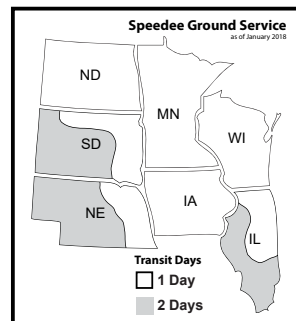 Speedee Ground Service
as of January 2018
ND
MN
SD
WI
NE
IA
IL
Transit Days
1 Day
2 Days